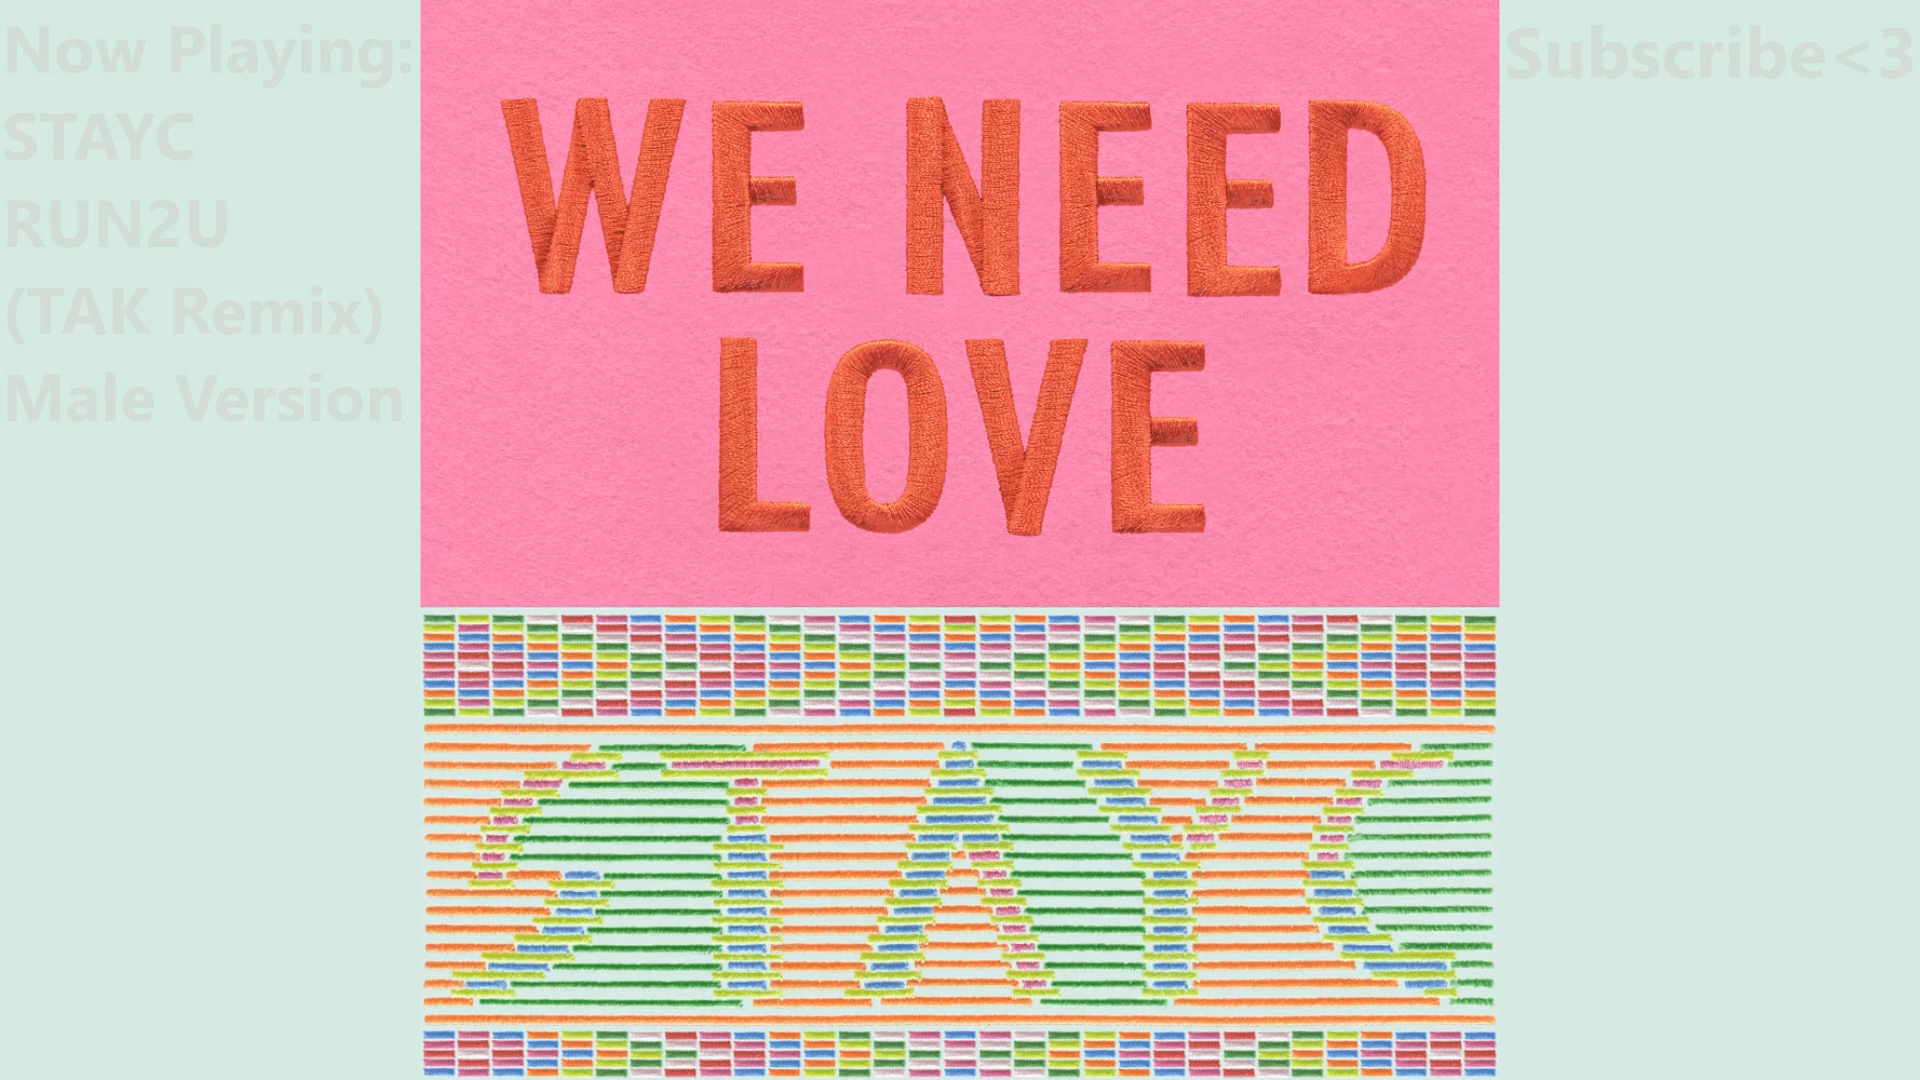 Now Playing:
STAYC
RUN2U
(TAK Remix)
Male Version
WE NEED
LOVE
STAYC
Subscribe<3